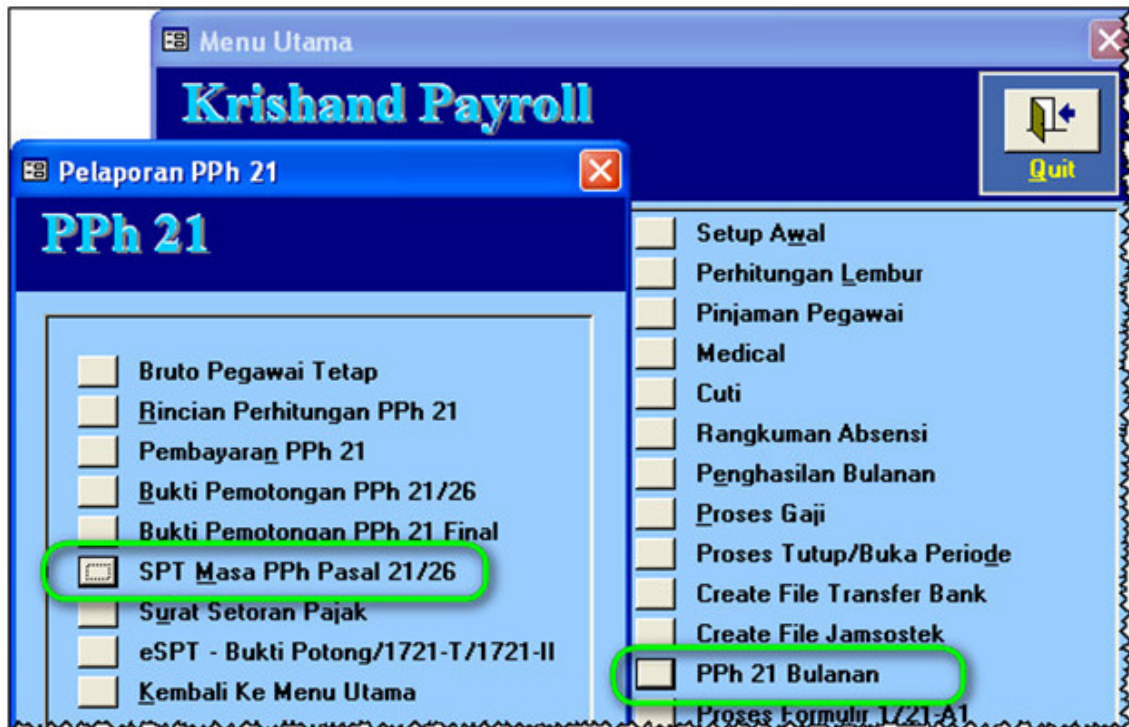 Menu Utama
Krishand Payroll
Quit
Pelaporan PPh 21
PPh 21
Bruto Pegawai Tetap
Rincian Perhitungan PPh 21
Pembayaran PPh 21
Bukti Pemotongan PPh 21/26
Bukti Pemotongan PPh 21 Final
SPT Masa PPh Pasal 21/26
Surat Setoran Pajak
eSPT - Bukti Potong/1721-T/1721-II
Kembali Ke Menu Utama
Setup Awal
Perhitungan Lembur
Pinjaman Pegawai
Medical
Cuti
Rangkuman Absensi
Penghasilan Bulanan
Proses Gaji
Proses Tutup/Buka Periode
Create File Transfer Bank
Create File Jamsostek
PPh 21 Bulanan
Proses Formulir 1721-A1